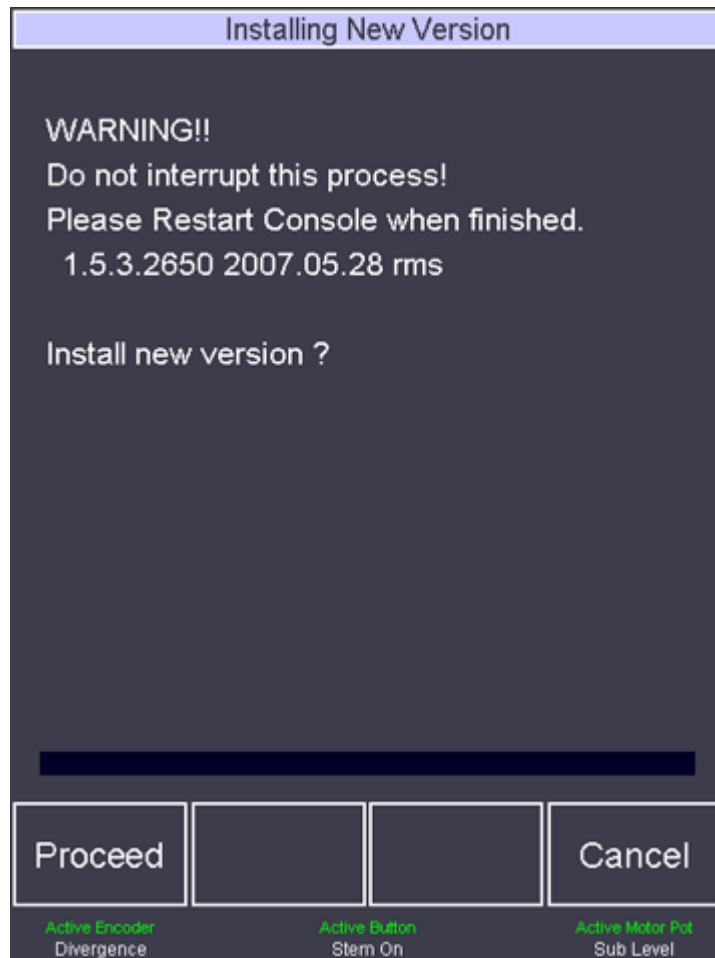 Installing New Version
WARNING!!
Do not interrupt this process!
Please Restart Console when finished.
1.5.3.2650 2007.05.28 rms
Install new version ?
Proceed
Cancel
Active Encoder
Divergence
Active Button
Stem On
Active Motor Pot
Sub Level